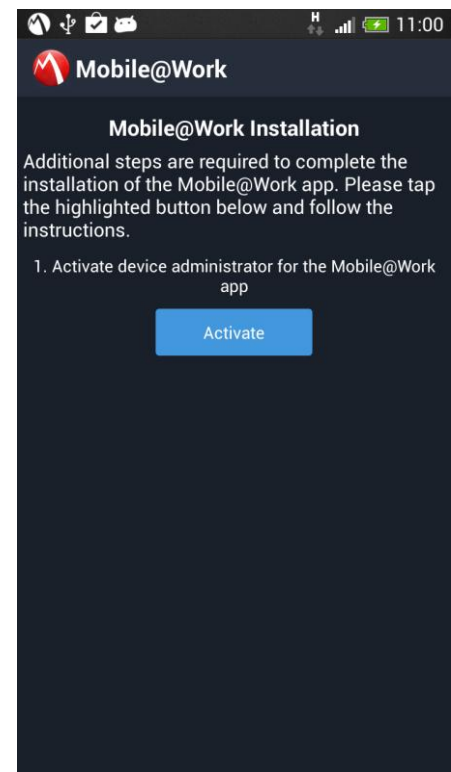 H 11:00
Mobile@Work
Mobile@Work Installation
Additional steps are required to complete the
installation of the Mobile@Work app. Please tap
the highlighted button below and follow the
instructions.
1. Activate device administrator for the Mobile@Work
app
Activate